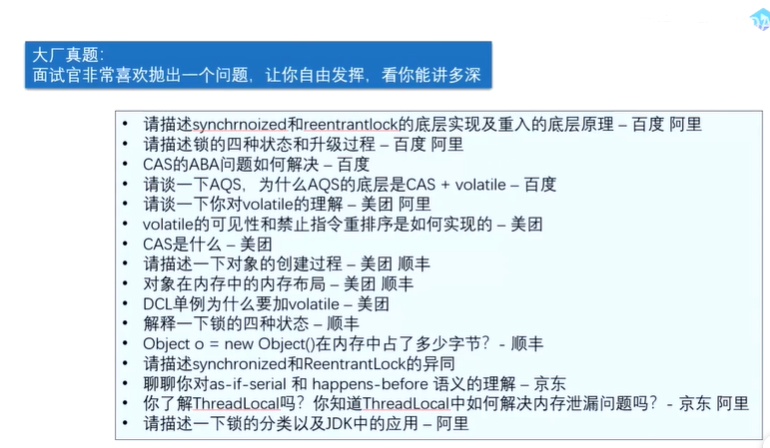 大厂真题：
面试官非常喜欢抛出一个问题，让你自由发挥，看你能讲多深
• 请描述synchrnoized和reentrantlock的底层实现及重入的底层原理 – 百度 阿里
• 请描述锁的四种状态和升级过程 – 百度 阿里
• CAS的ABA问题如何解决 – 百度
• 请谈一下AQS，为什么AQS的底层是CAS + volatile – 百度
• 请谈一下你对volatile的理解 – 美团 阿里
• volatile的可见性和禁止指令重排序是如何实现的 – 美团
• CAS是什么 – 美团
• 请描述一下对象的创建过程 – 美团 顺丰
• 对象在内存中的内存布局 – 美团 顺丰
• DCL单例为什么要加volatile – 美团
• 解释一下锁的四种状态 – 顺丰
• Object o = new Object()在内存中占了多少字节？ - 顺丰
• 请描述synchronized和ReentrantLock的异同
• 聊聊你对as-if-serial 和 happens-before 语义的理解 – 京东
• 你了解ThreadLocal吗？你知道ThreadLocal中如何解决内存泄漏问题吗？ – 京东 阿里
• 请描述一下锁的分类以及JDK中的应用 – 阿里